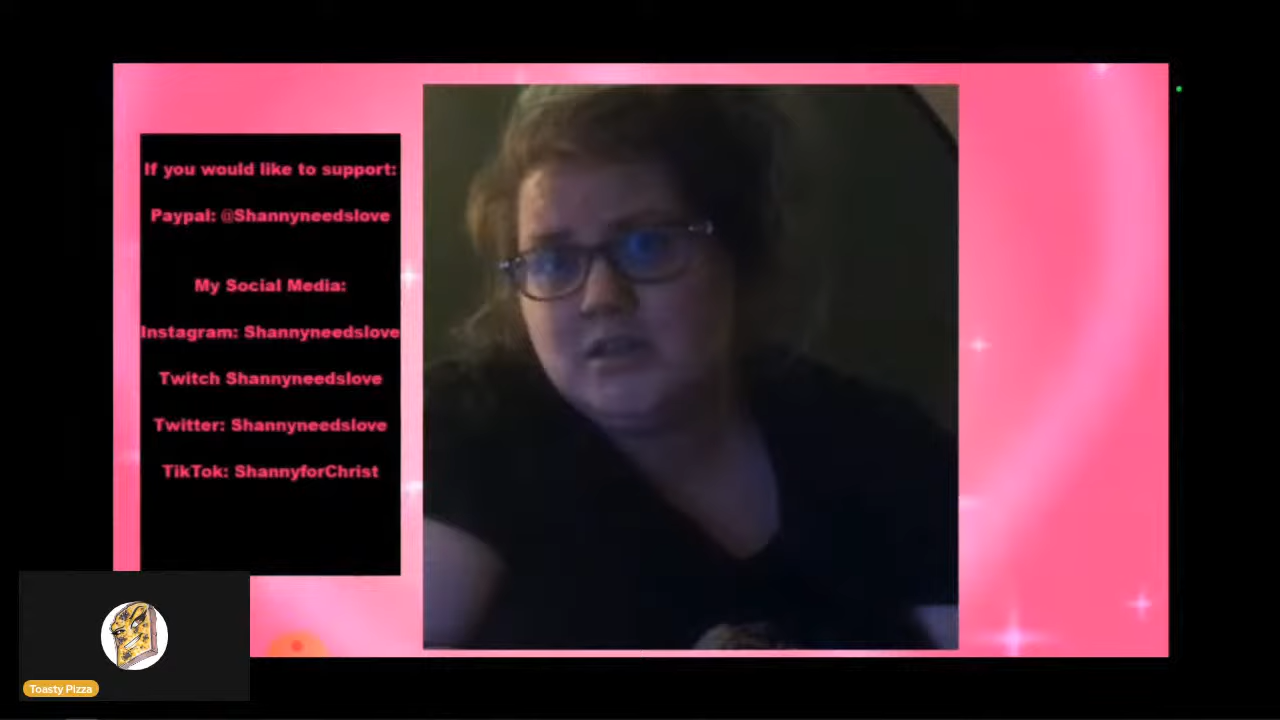 If you would like to support:
Paypal: @Shannyneedslove
My Social Media:
Instagram: Shannyneedslove
Twitch Shannyneedslove
Twitter: Shannyneedslove
TikTok: ShannyforChrist
Toasty Pizza